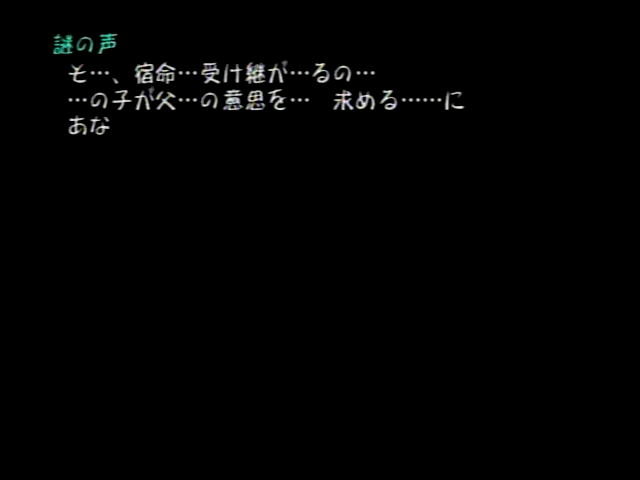 謎の声
そ…、宿命…受け継が…るの…
…の子が父…の意思を…　求める……に
あな